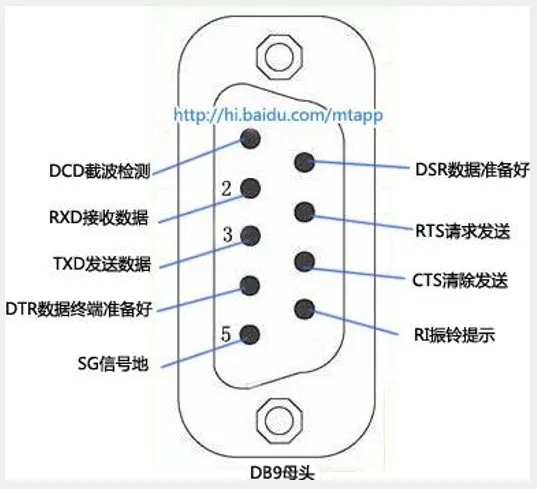 http://hi.baidu.com/mtapp
DCD截波检测
DSR数据准备好
2
RXD接收数据
RTS请求发送
3
TXD发送数据
CTS清除发送
DTR数据终端准备好
RI振铃提示
5
SG信号地
DB9母头